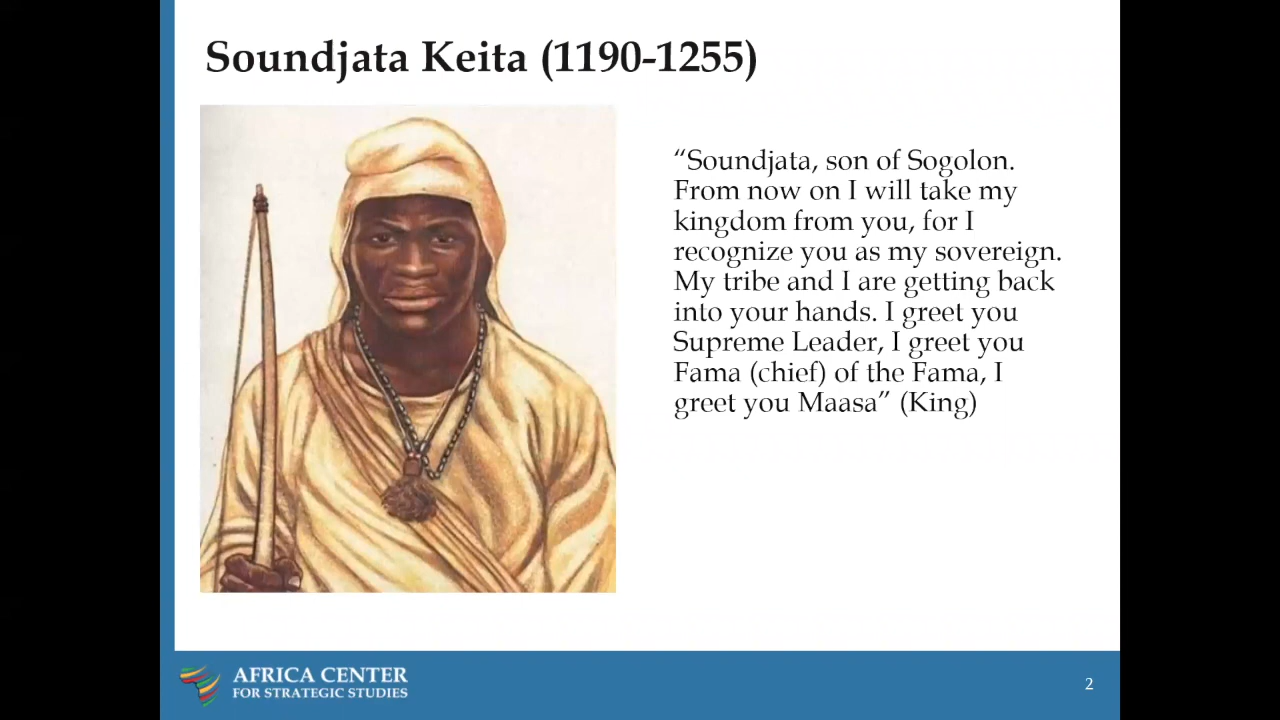 Soundjata Keita (1190-1255)
“Soundjata, son of Sogolon.
From now on I will take my
kingdom from you, for I
recognize you as my sovereign.
My tribe and I are getting back
into your hands. I greet you
Supreme Leader, I greet you
Fama (chief) of the Fama, I
greet you Maasa” (King)
AFRICA CENTER
FOR STRATEGIC STUDIES
2